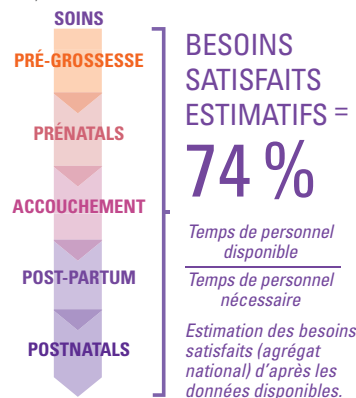 SOINS
PRÉ-GROSSESSE
PRÉNATALS
ACCOUCHEMENT
POST-PARTUM
POSTNATALS
BESOINS
SATISFAITS
ESTIMATIFS =
74 %
Temps de personnel
disponible
Temps de personnel
nécessaire
Estimation des besoins
satisfaits (agrégat
national) d’après les
données disponibles.